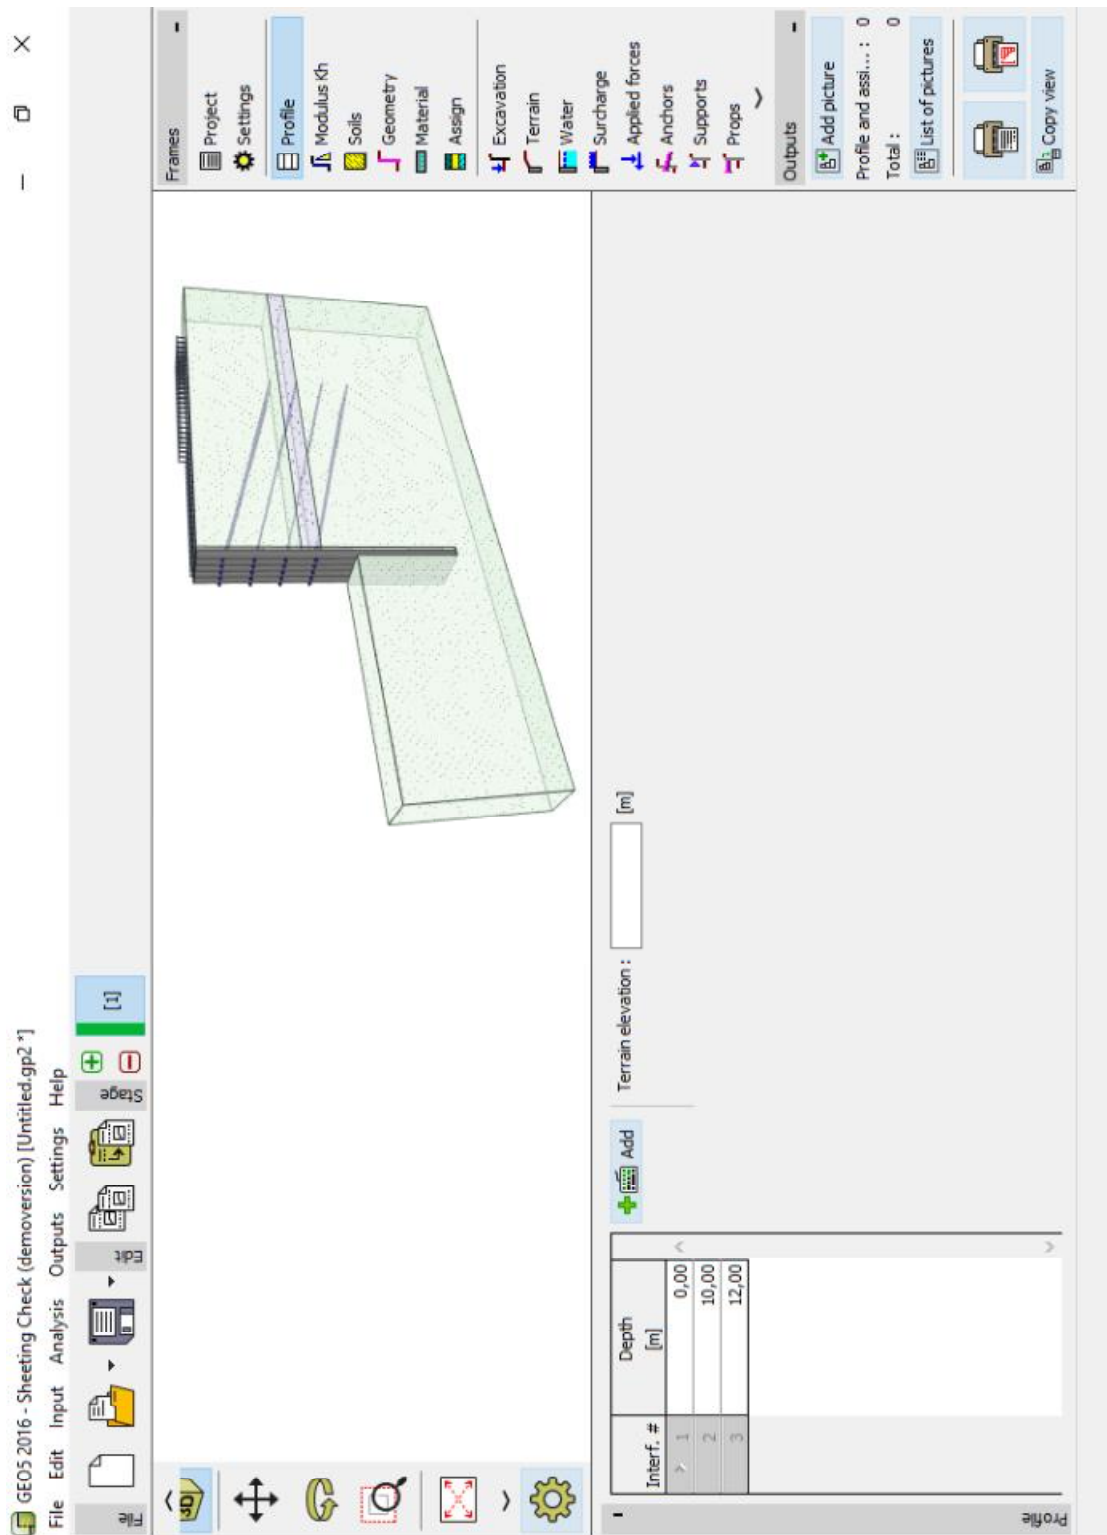 GEO5 2016 - Sheeting Check (demoversion) [Untitled.gp2 *]
File Edit Input Analysis Outputs Settings Help
File
Edit
Stage
[1]
3D
Frames
Project
Settings
Profile
Modulus Kh
Soils
Geometry
Material
Assign
Excavation
Terrain
Water
Surcharge
Applied forces
Anchors
Supports
Props
Outputs
Add picture
Profile and assi... : 0
Total : 0
List of pictures
Copy view
Profile
Interf. # Depth
[m]
1 0,00
2 10,00
3 12,00
Add
Terrain elevation : [m]